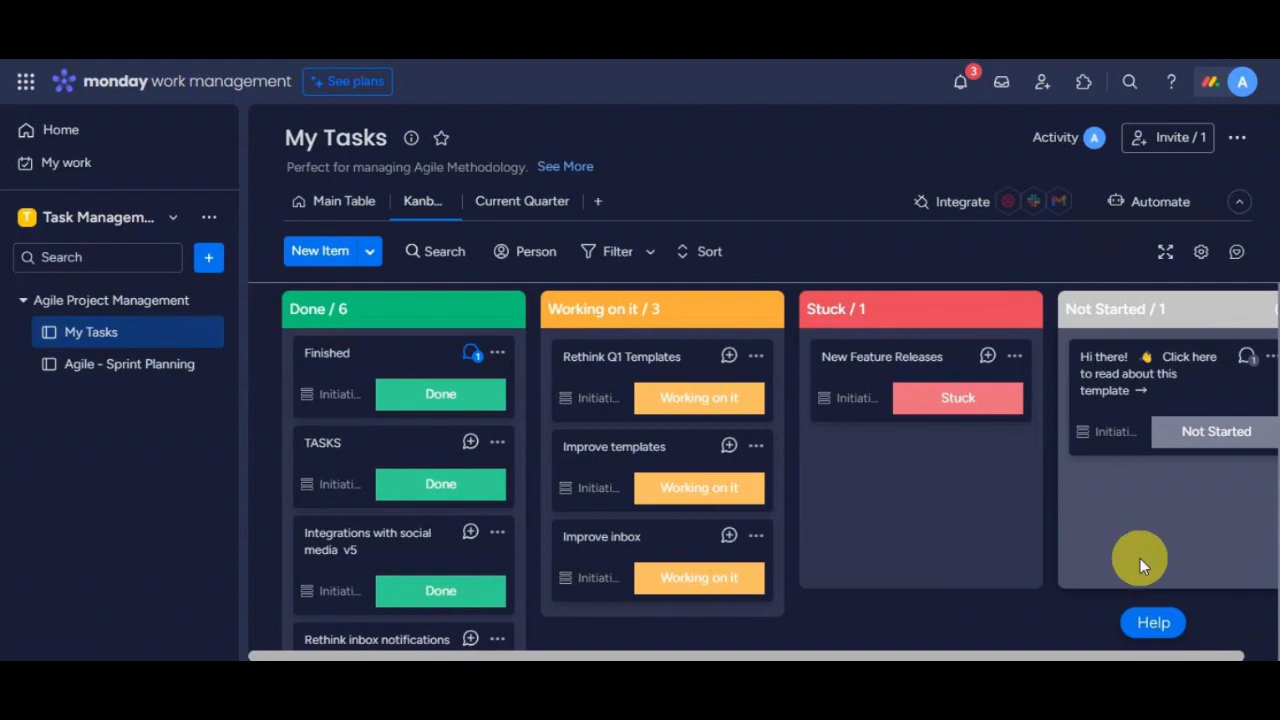 monday work management
See plans
3
A
Home
My work
T
Task Managem...
Search
+
Agile Project Management
My Tasks
Agile - Sprint Planning
My Tasks
Activity
A
Invite / 1
Perfect for managing Agile Methodology. See More
Main Table
Kanb...
Current Quarter
+
Integrate
Automate
New Item
Search
Person
Filter
Sort
Done / 6
Finished
1
Initiati...
Done
TASKS
Initiati...
Done
Integrations with social
media v5
Initiati...
Done
Rethink inbox notifications
Working on it / 3
Rethink Q1 Templates
Initiati...
Working on it
Improve templates
Initiati...
Working on it
Improve inbox
Initiati...
Working on it
Stuck / 1
New Feature Releases
Initiati...
Stuck
Not Started / 1
Hi there! 👋 Click here
to read about this
template →
1
Initiati...
Not Started
Help